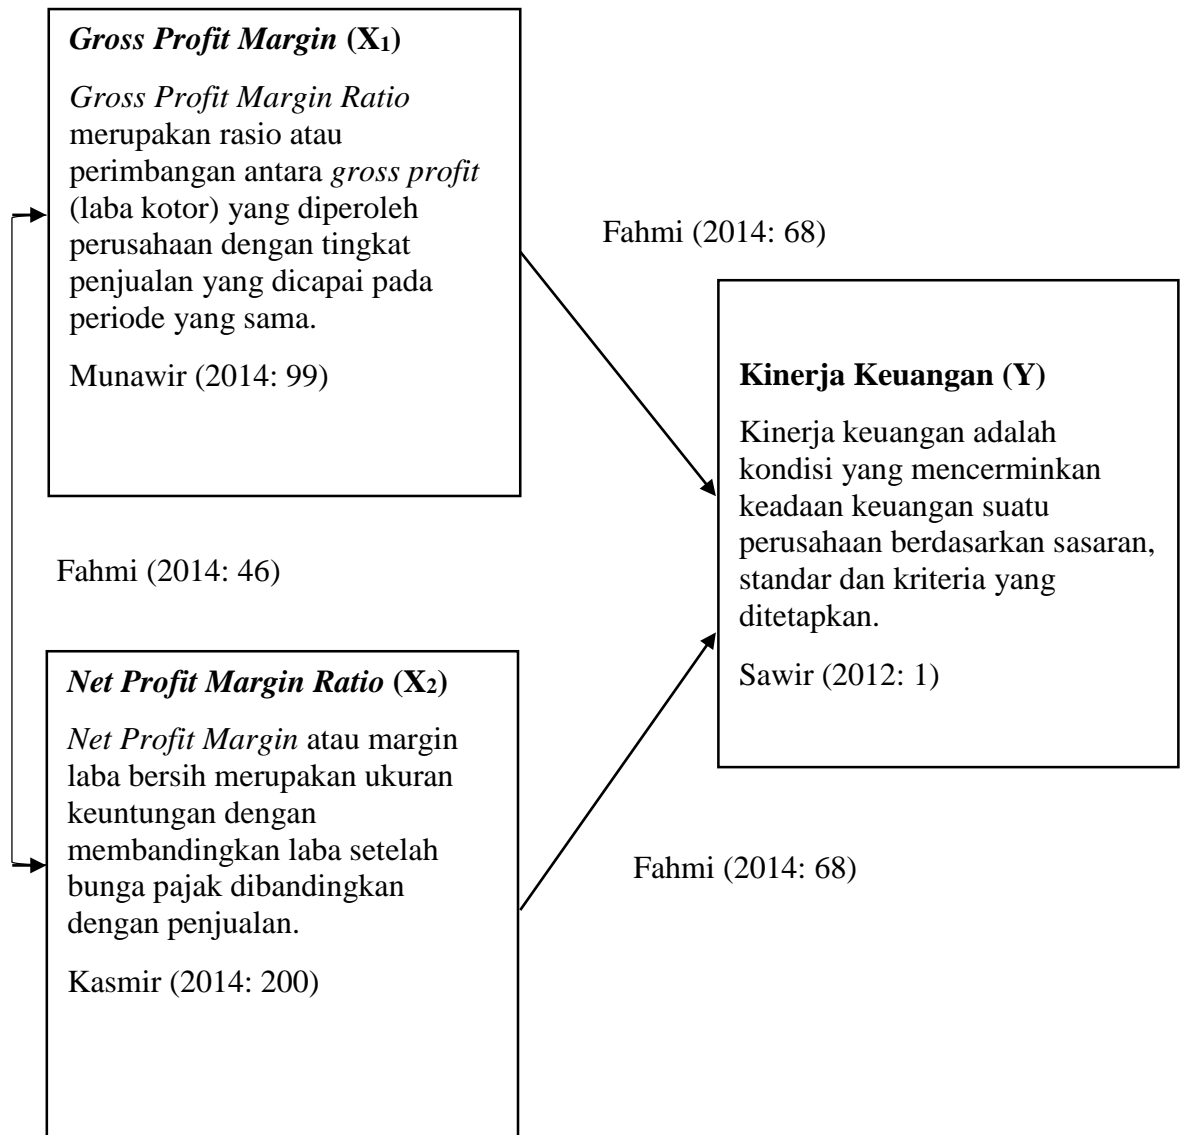 Gross Profit Margin (X1)
Gross Profit Margin Ratio
merupakan rasio atau
perimbangan antara gross profit
(laba kotor) yang diperoleh
perusahaan dengan tingkat
penjualan yang dicapai pada
periode yang sama.
Munawir (2014: 99)
Fahmi (2014: 68)
Kinerja Keuangan (Y)
Kinerja keuangan adalah
kondisi yang mencerminkan
keadaan keuangan suatu
perusahaan berdasarkan sasaran,
standar dan kriteria yang
ditetapkan.
Sawir (2012: 1)
Fahmi (2014: 46)
Net Profit Margin Ratio (X2)
Net Profit Margin atau margin
laba bersih merupakan ukuran
keuntungan dengan
membandingkan laba setelah
bunga pajak dibandingkan
dengan penjualan.
Kasmir (2014: 200)
Fahmi (2014: 68)